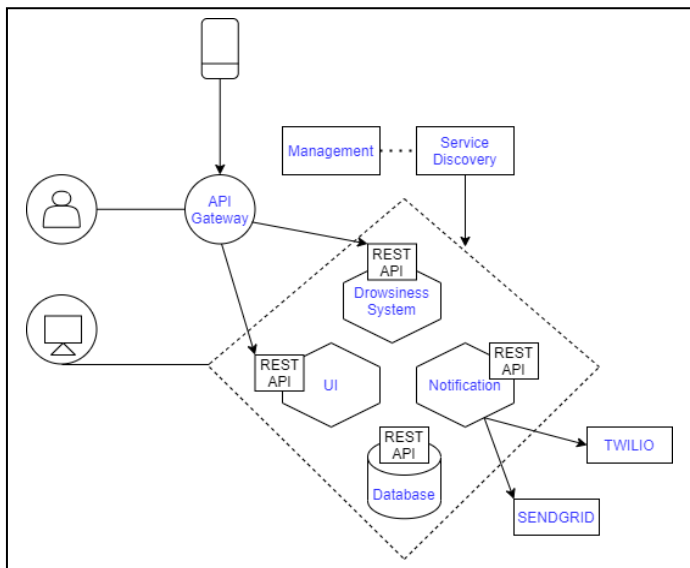 Management
Service
Discovery
API
Gateway
REST
API
Drowsiness
System
REST
API
UI
REST
API
Notification
REST
API
Database
TWILIO
SENDGRID